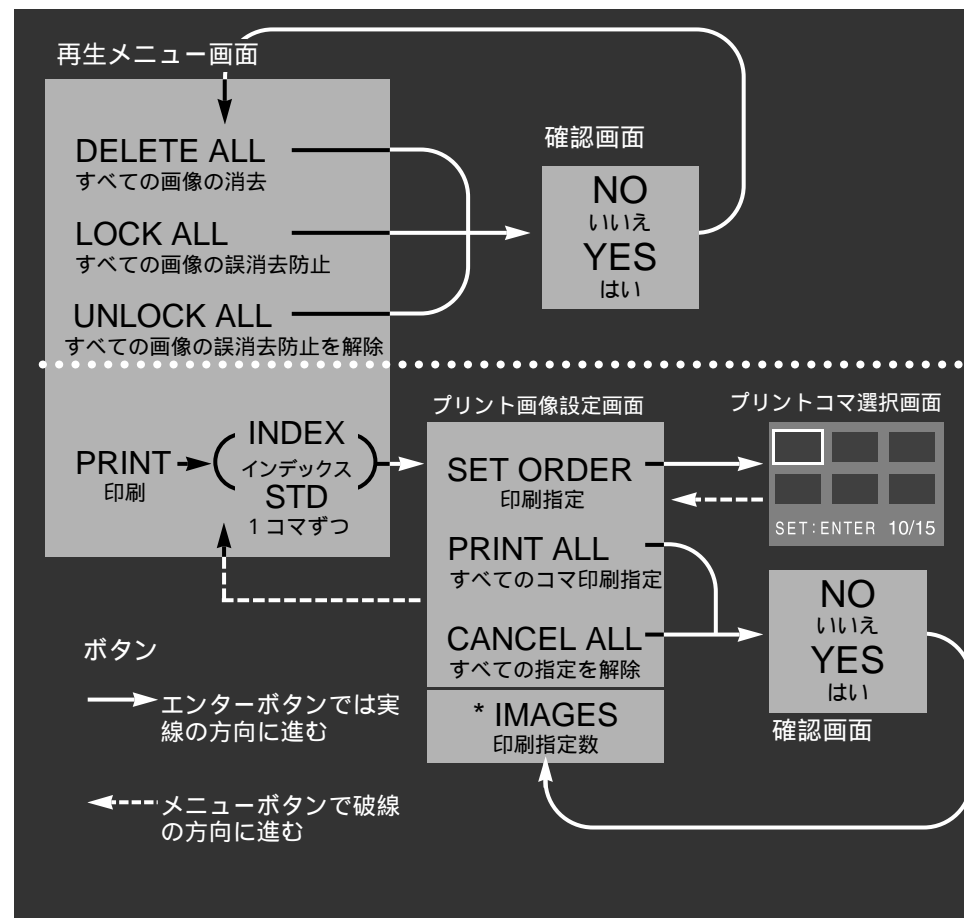 再生メニュー画面
DELETE ALL
すべての画像の消去
LOCK ALL
すべての画像の誤消去防止
UNLOCK ALL
すべての画像の誤消去防止を解除
確認画面
NO
いいえ
YES
はい
PRINT
印刷
INDEX
インデックス
STD
1コマずつ
プリント画像設定画面
SET ORDER
印刷指定
PRINT ALL
すべてのコマ印刷指定
CANCEL ALL
すべての指定を解除
* IMAGES
印刷指定数
プリントコマ選択画面
SET:ENTER 10/15
NO
いいえ
YES
はい
確認画面
ボタン
エンターボタンでは実
線の方向に進む
メニューボタンで破線
の方向に進む